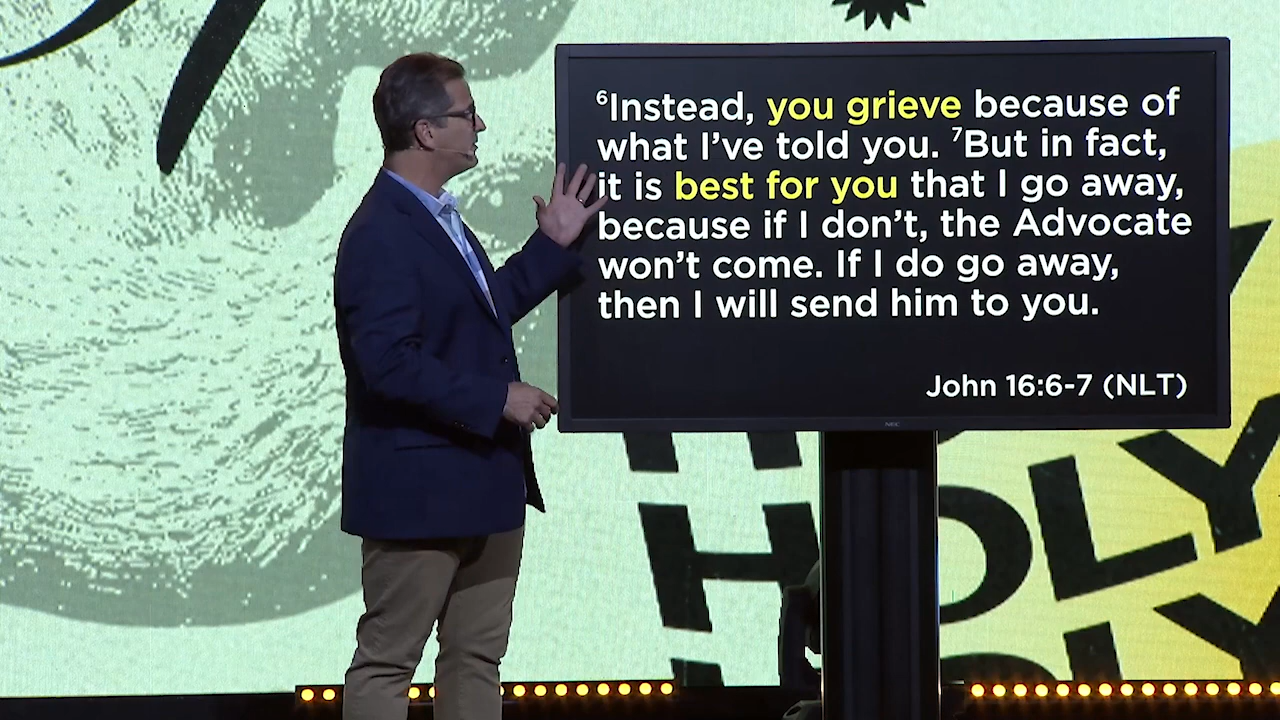 ⁶Instead, you grieve because of
what I've told you. ⁷But in fact,
it is best for you that I go away,
because if I don't, the Advocate
won't come. If I do go away,
then I will send him to you.
John 16:6-7 (NLT)
NEC
HOLY